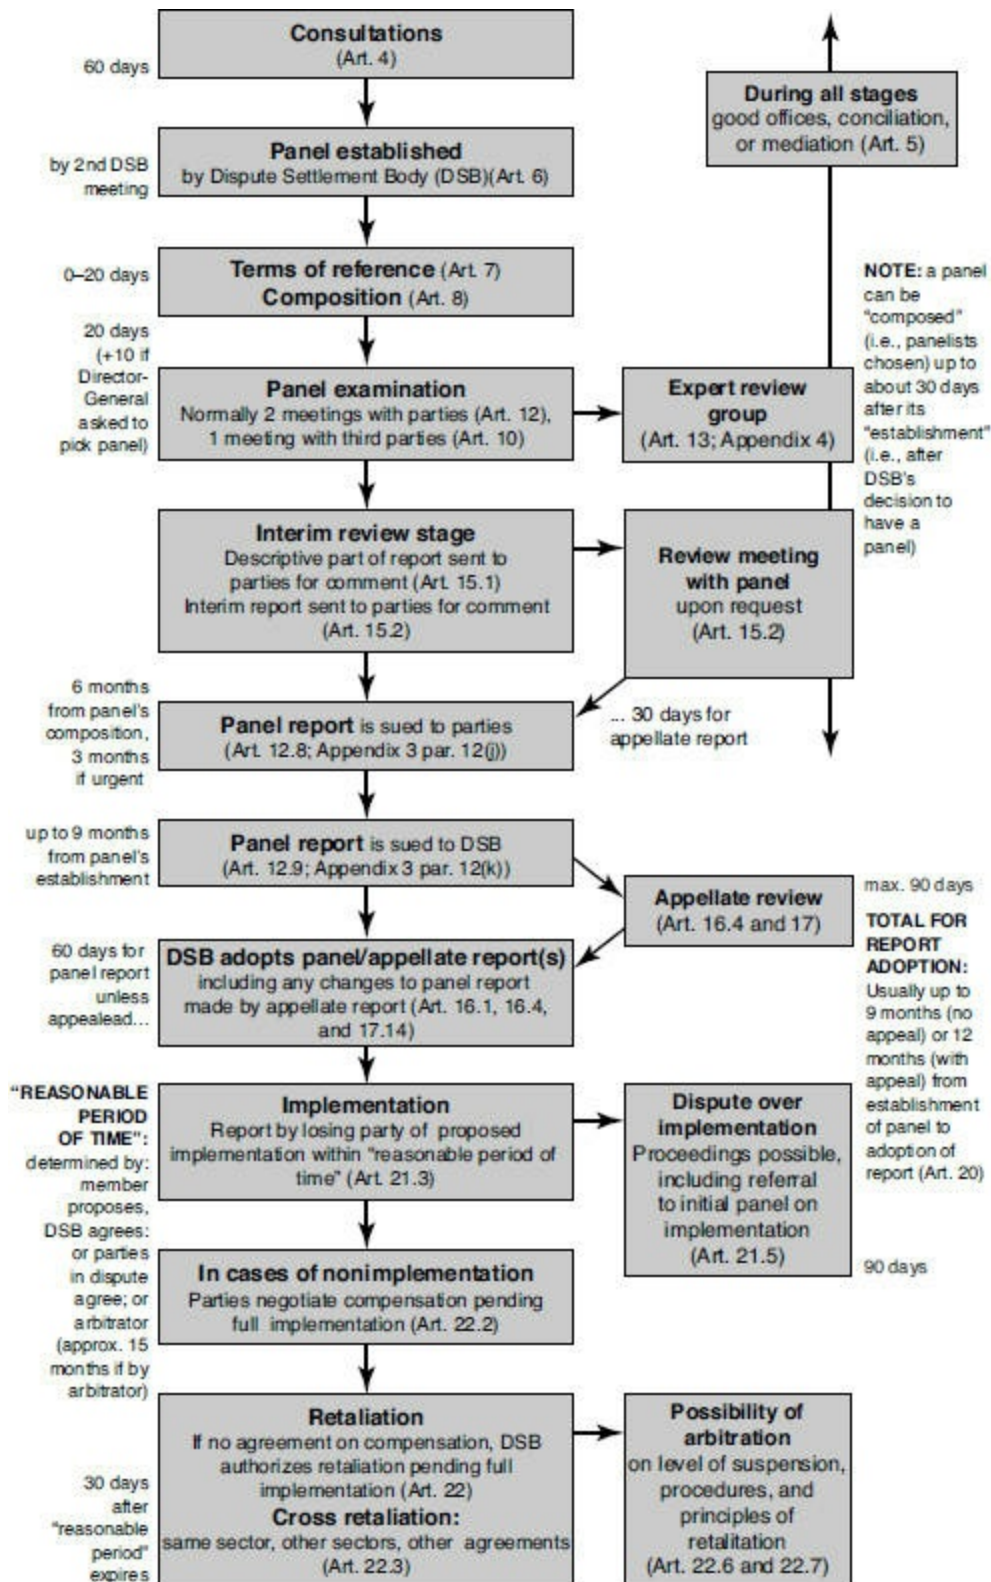 Consultations
(Art. 4)
60 days
During all stages
good offices, conciliation,
or mediation (Art. 5)
Panel established
by Dispute Settlement Body (DSB)(Art. 6)
by 2nd DSB
meeting
Terms of reference (Art. 7)
Composition (Art. 8)
0–20 days
NOTE: a panel
can be
"composed"
(i.e., panelists
chosen) up to
about 30 days
after its
"establishment"
(i.e., after
DSB's
decision to
have a
panel)
20 days
(+10 if
Director-
General
asked to
pick panel)
Panel examination
Normally 2 meetings with parties (Art. 12),
1 meeting with third parties (Art. 10)
Expert review
group
(Art. 13; Appendix 4)
Interim review stage
Descriptive part of report sent to
parties for comment (Art. 15.1)
Interim report sent to parties for comment
(Art. 15.2)
Review meeting
with panel
upon request
(Art. 15.2)
6 months
from panel's
composition,
3 months
if urgent
Panel report is sued to parties
(Art. 12.8; Appendix 3 par. 12(j))
... 30 days for
appellate report
up to 9 months
from panel's
establishment
Panel report is sued to DSB
(Art. 12.9; Appendix 3 par. 12(k))
Appellate review
(Art. 16.4 and 17)
max. 90 days
TOTAL FOR
REPORT
ADOPTION:
Usually up to
9 months (no
appeal) or 12
months (with
appeal) from
establishment
of panel to
adoption of
report (Art. 20)
60 days for
panel report
unless
appealead...
DSB adopts panel/appellate report(s)
including any changes to panel report
made by appellate report (Art. 16.1, 16.4,
and 17.14)
"REASONABLE
PERIOD
OF TIME":
determined by:
member
proposes,
DSB agrees:
or parties
in dispute
agree; or
arbitrator
(approx. 15
months if by
arbitrator)
Implementation
Report by losing party of proposed
implementation within "reasonable period of
time" (Art. 21.3)
Dispute over
implementation
Proceedings possible,
including referral
to initial panel on
implementation
(Art. 21.5)
90 days
In cases of nonimplementation
Parties negotiate compensation pending
full implementation (Art. 22.2)
Retaliation
If no agreement on compensation, DSB
authorizes retaliation pending full
implementation (Art. 22)
Cross retaliation:
same sector, other sectors, other agreements
(Art. 22.3)
30 days
after
"reasonable
period"
expires
Possibility of
arbitration
on level of suspension,
procedures, and
principles of
retalitation
(Art. 22.6 and 22.7)